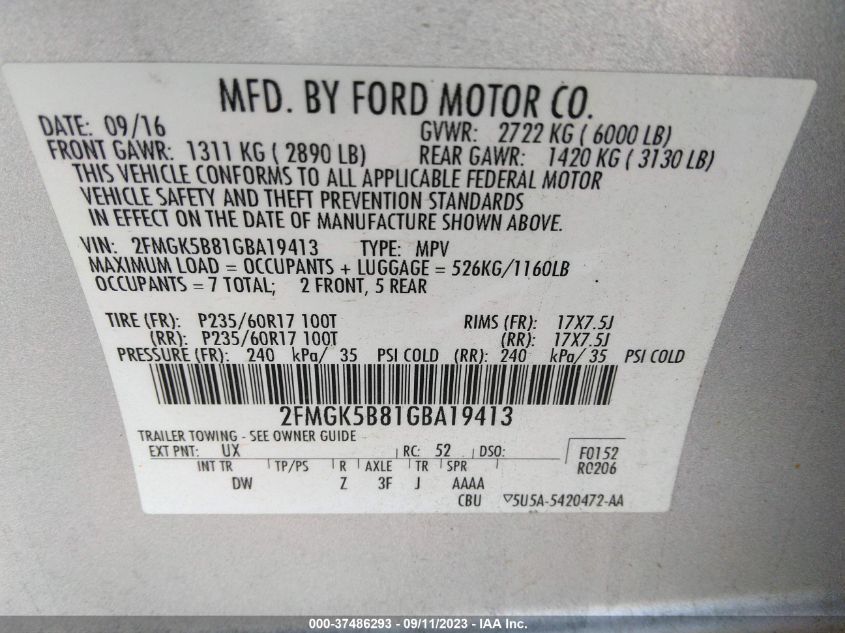 MFD. BY FORD MOTOR CO.
DATE: 09/16 GVWR: 2722 KG ( 6000 LB)
FRONT GAWR: 1311 KG ( 2890 LB) REAR GAWR: 1420 KG ( 3130 LB)
THIS VEHICLE CONFORMS TO ALL APPLICABLE FEDERAL MOTOR
VEHICLE SAFETY AND THEFT PREVENTION STANDARDS
IN EFFECT ON THE DATE OF MANUFACTURE SHOWN ABOVE.
VIN: 2FMGK5B81GBA19413 TYPE: MPV
MAXIMUM LOAD = OCCUPANTS + LUGGAGE = 526KG/1160LB
OCCUPANTS = 7 TOTAL; 2 FRONT, 5 REAR
TIRE (FR): P235/60R17 100T RIMS (FR): 17X7.5J
(RR): P235/60R17 100T (RR): 17X7.5J
PRESSURE (FR): 240 kPa/ 35 PSI COLD (RR): 240 kPa/ 35 PSI COLD
2FMGK5B81GBA19413
TRAILER TOWING - SEE OWNER GUIDE
EXT PNT: UX RC: 52 DSO: F0152
INT TR TP/PS R AXLE TR SPR R0206
DW Z 3F J AAAA
CBU ▽5U5A-5420472-AA
000-37486293 - 09/11/2023 - IAA Inc.